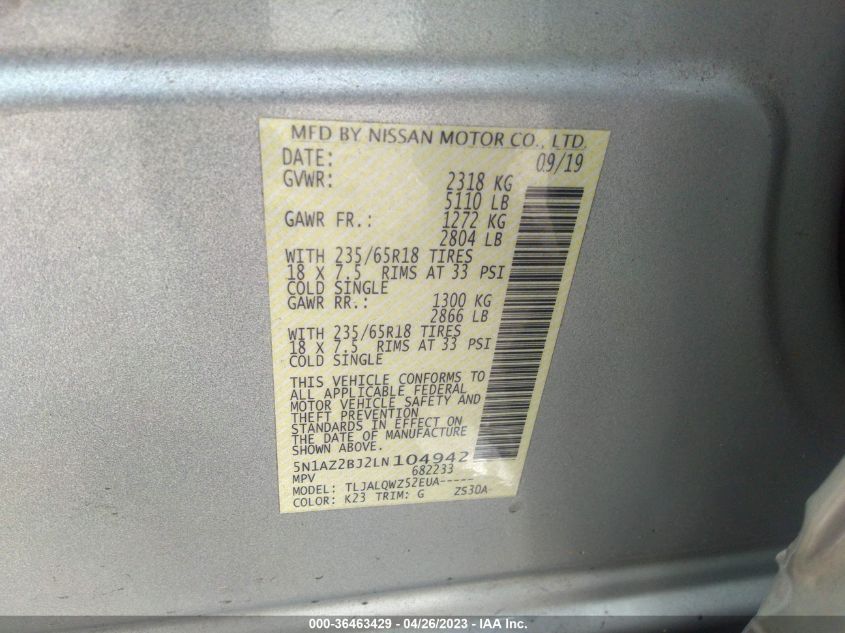 MFD BY NISSAN MOTOR CO., LTD.
DATE: 09/19
GVWR: 2318 KG
5110 LB
GAWR FR.: 1272 KG
2804 LB
WITH 235/65R18 TIRES
18 X 7.5 RIMS AT 33 PSI
COLD SINGLE
GAWR RR.: 1300 KG
2866 LB
WITH 235/65R18 TIRES
18 X 7.5 RIMS AT 33 PSI
COLD SINGLE
THIS VEHICLE CONFORMS TO
ALL APPLICABLE FEDERAL
MOTOR VEHICLE SAFETY AND
THEFT PREVENTION
STANDARDS IN EFFECT ON
THE DATE OF MANUFACTURE
SHOWN ABOVE.
5N1AZ2BJ2LN104942
MPV 682233
MODEL: TLJALQWZ52EUA-----
COLOR: K23 TRIM: G ZS30A
000-36463429 - 04/26/2023 - IAA Inc.